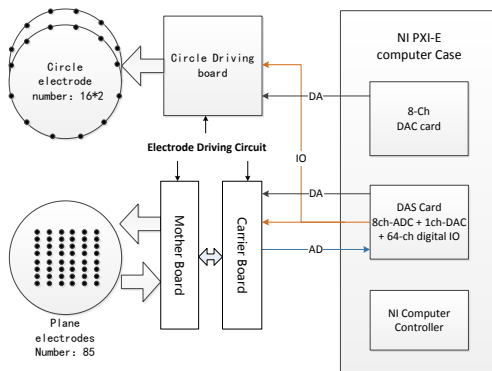 Circle
electrode
number: 16*2
Circle Driving
board
NI PXI-E
computer Case
DA
8-Ch
DAC card
Electrode Driving Circuit
IO
DA
DAS Card
8ch-ADC + 1ch-DAC
+ 64-ch digital IO
AD
Mother Board
Carrier Board
NI Computer
Controller
Plane
electrodes
Number: 85